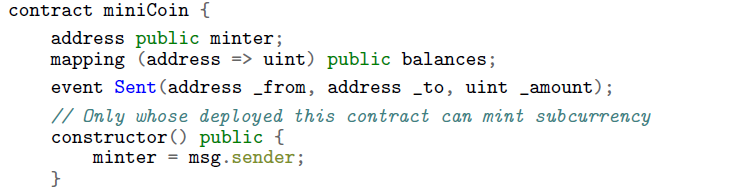 contract miniCoin {
address public minter;
mapping (address => uint) public balances;
event Sent(address _from, address _to, uint _amount);
// Only whose deployed this contract can mint subcurrency
constructor() public {
minter = msg.sender;
}